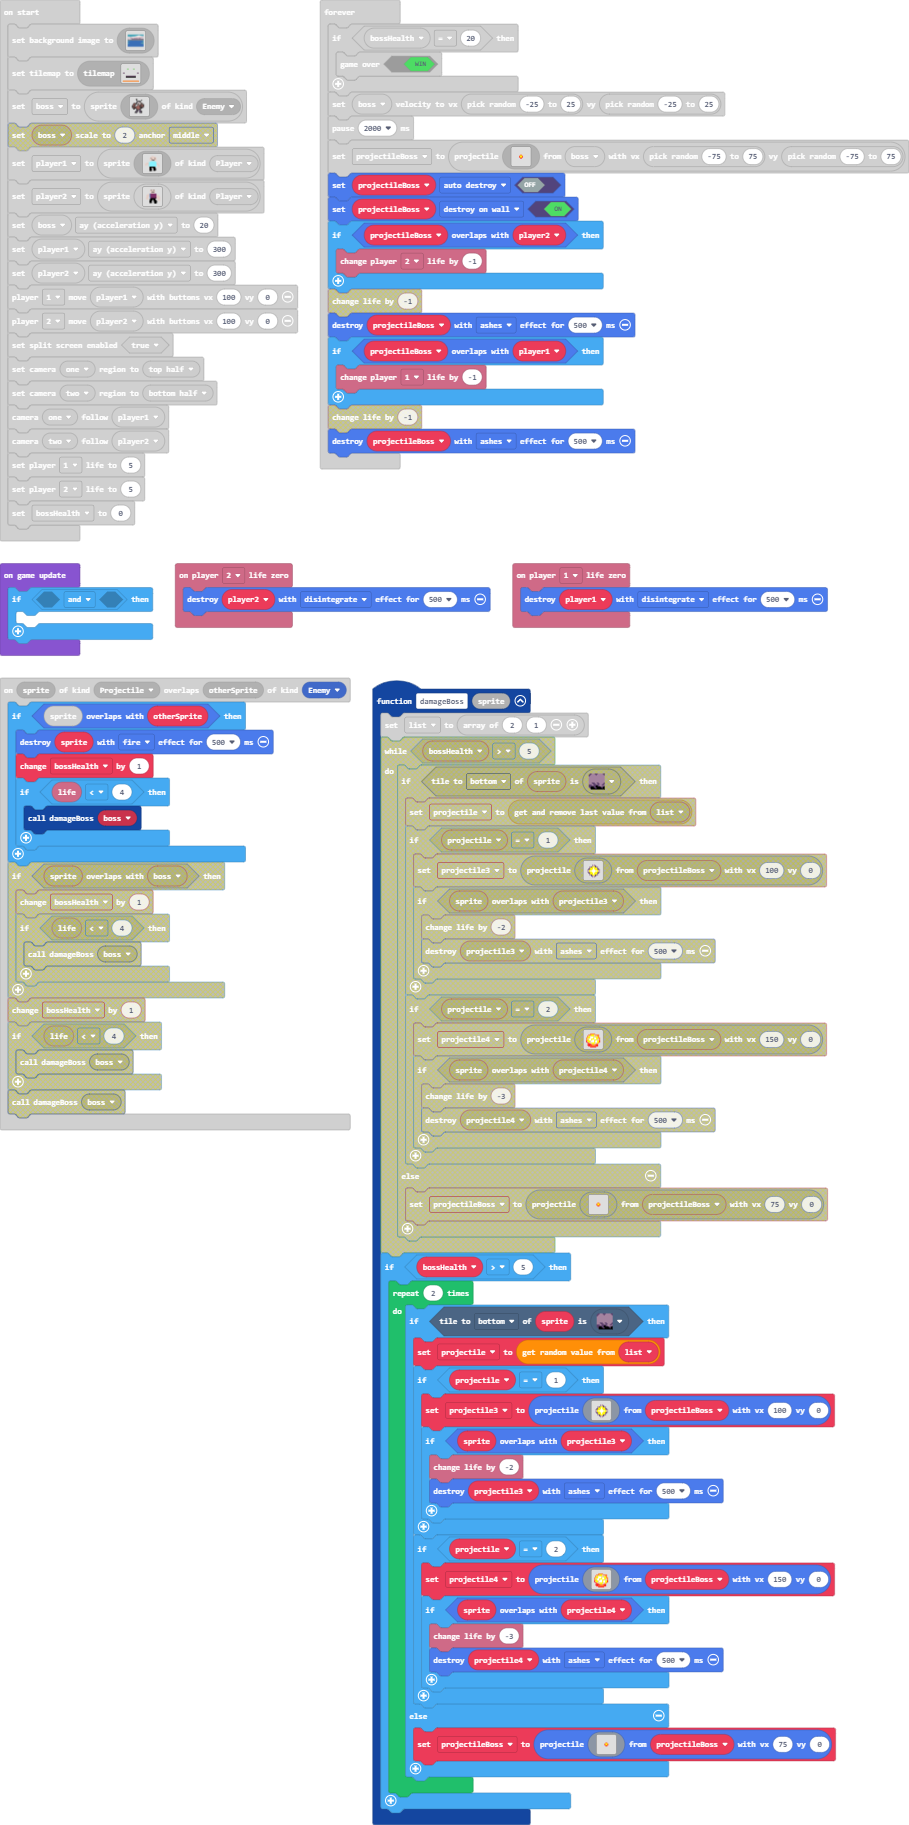 on start
set background image to
set tilemap to tilemap
set boss to sprite of kind Enemy
set boss scale to 2 anchor middle
set player1 to sprite of kind Player
set player2 to sprite of kind Player
set boss ay (acceleration y) to 20
set player1 ay (acceleration y) to 300
set player2 ay (acceleration y) to 300
player 1 move player1 with buttons vx 100 vy 0
player 2 move player2 with buttons vx 100 vy 0
set split screen enabled true
set camera one region to top half
set camera two region to bottom half
camera one follow player1
camera two follow player2
set player 1 life to 5
set player 2 life to 5
set bossHealth to 0
forever
if bossHealth = 20 then
game over WIN
set boss velocity to vx pick random -25 to 25 vy pick random -25 to 25
pause 2000 ms
set projectileBoss to projectile from boss with vx pick random -75 to 75 vy pick random -75 to 75
set projectileBoss auto destroy OFF
set projectileBoss destroy on wall ON
if projectileBoss overlaps with player2 then
change player 2 life by -1
change life by -1
destroy projectileBoss with ashes effect for 500 ms
if projectileBoss overlaps with player1 then
change player 1 life by -1
change life by -1
destroy projectileBoss with ashes effect for 500 ms
on game update
if and then
on player 2 life zero
destroy player2 with disintegrate effect for 500 ms
on player 1 life zero
destroy player1 with disintegrate effect for 500 ms
on sprite of kind Projectile overlaps otherSprite of kind Enemy
if sprite overlaps with otherSprite then
destroy sprite with fire effect for 500 ms
change bossHealth by 1
if life < 4 then
call damageBoss boss
if sprite overlaps with boss then
change bossHealth by 1
if life < 4 then
call damageBoss boss
change bossHealth by 1
if life < 4 then
call damageBoss boss
call damageBoss boss
function damageBoss sprite
set list to array of 2 1
while bossHealth > 5
do
if tile to bottom of sprite is then
set projectile to get and remove last value from list
if projectile = 1 then
set projectile3 to projectile from projectileBoss with vx 100 vy 0
if sprite overlaps with projectile3 then
change life by -2
destroy projectile3 with ashes effect for 500 ms
if projectile = 2 then
set projectile4 to projectile from projectileBoss with vx 150 vy 0
if sprite overlaps with projectile4 then
change life by -3
destroy projectile4 with ashes effect for 500 ms
else
set projectileBoss to projectile from projectileBoss with vx 75 vy 0
if bossHealth > 5 then
repeat 2 times
do
if tile to bottom of sprite is then
set projectile to get random value from list
if projectile = 1 then
set projectile3 to projectile from projectileBoss with vx 100 vy 0
if sprite overlaps with projectile3 then
change life by -2
destroy projectile3 with ashes effect for 500 ms
if projectile = 2 then
set projectile4 to projectile from projectileBoss with vx 150 vy 0
if sprite overlaps with projectile4 then
change life by -3
destroy projectile4 with ashes effect for 500 ms
else
set projectileBoss to projectile from projectileBoss with vx 75 vy 0